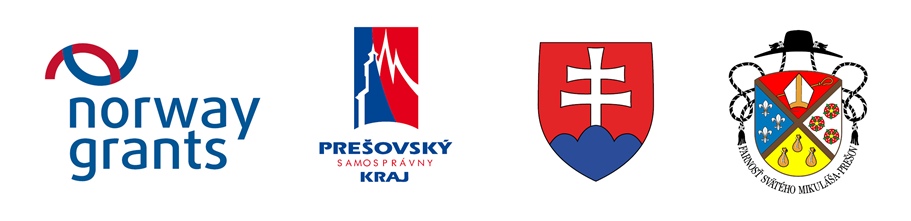 norway
grants
PREŠOVSKÝ
SAMOSPRÁVNY
KRAJ
FARNOSŤ SVÄTÉHO MIKULÁŠA-PREŠOV